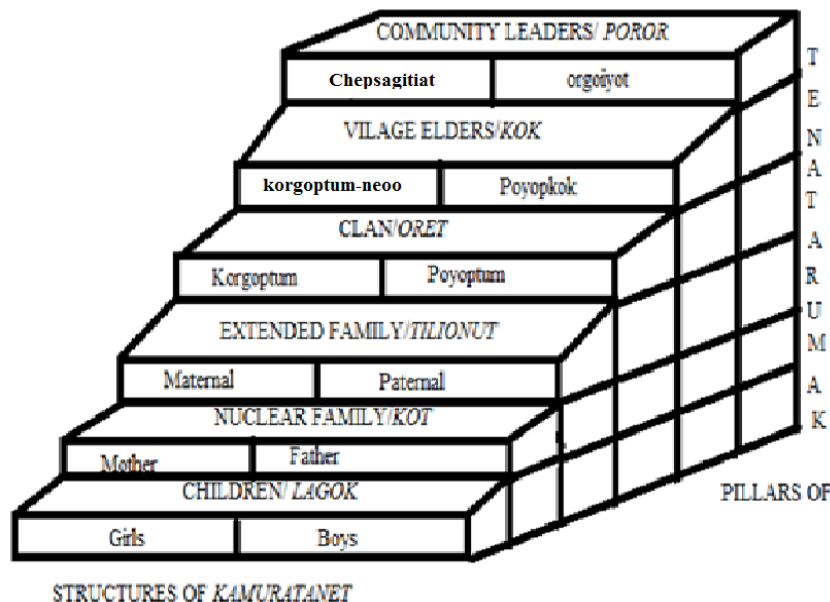 COMMUNITY LEADERS/ POROR
Chepsagitiat
orgoiyot
VILAGE ELDERS/KOK
korgoptum-neoo
Poyopkok
CLAN/ORET
Korgoptum
Poyoptum
EXTENDED FAMILY/TILIONUT
Maternal
Paternal
NUCLEAR FAMILY/KOT
Mother
Father
CHILDREN/ LAGOK
Girls
Boys
STRUCTURES OF KAMURATANET
T E N A T A R U M A K
PILLARS OF